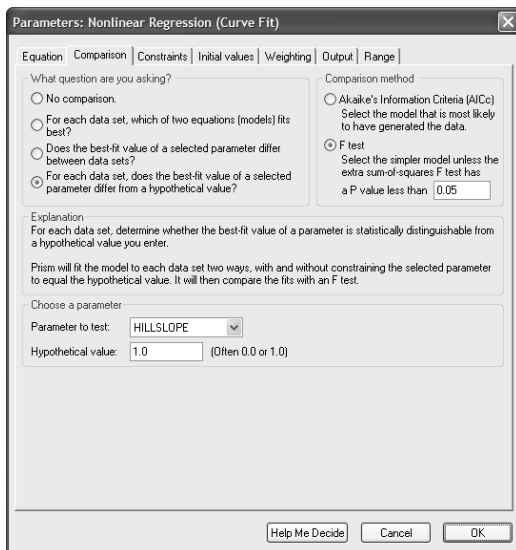 Parameters: Nonlinear Regression (Curve Fit)
Equation Comparison Constraints Initial values Weighting Output Range
What question are you asking?
No comparison.
For each data set, which of two equations (models) fits
best?
Does the best-fit value of a selected parameter differ
between data sets?
For each data set, does the best-fit value of a selected
parameter differ from a hypothetical value?
Comparison method
Akaike's Information Criteria (AICc)
Select the model that is most likely
to have generated the data.
F test
Select the simpler model unless the
extra sum-of-squares F test has
a P value less than 0.05
Explanation
For each data set, determine whether the best-fit value of a parameter is statistically distinguishable from
a hypothetical value you enter.
Prism will fit the model to each data set two ways, with and without constraining the selected parameter
to equal the hypothetical value. It will then compare the fits with an F test.
Choose a parameter
Parameter to test: HILLSLOPE
Hypothetical value: 1.0 (Often 0.0 or 1.0)
Help Me Decide Cancel OK